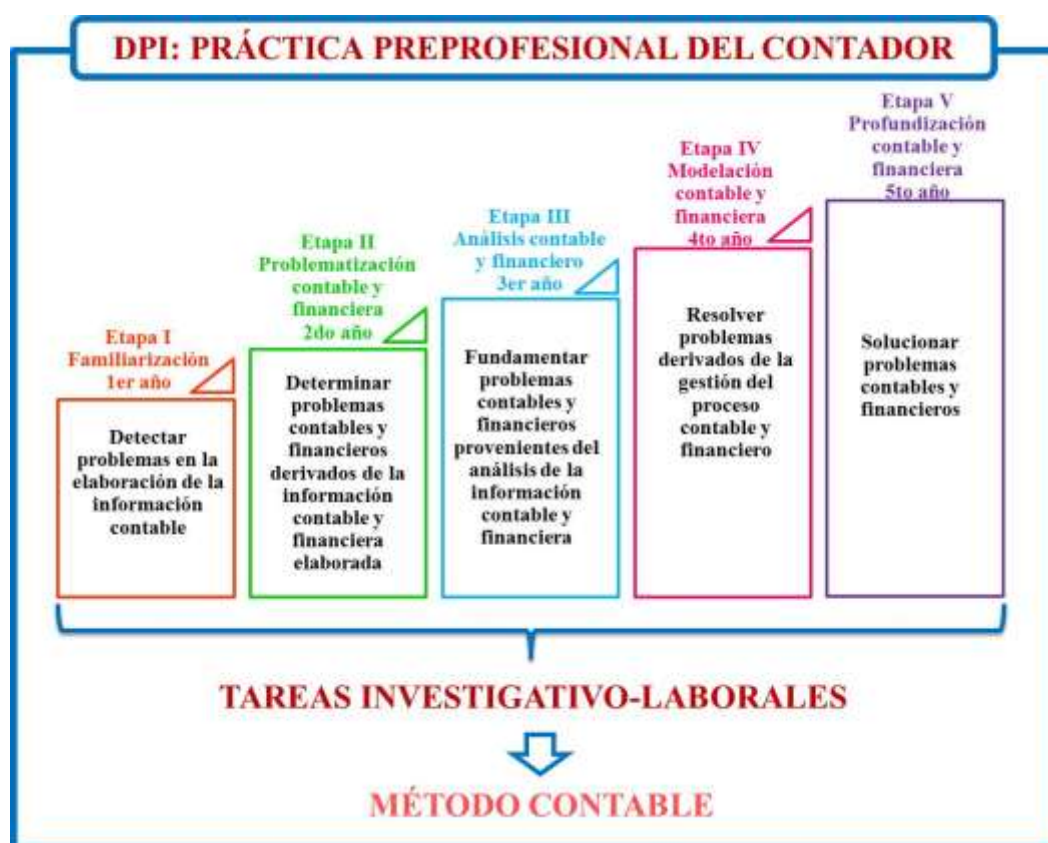 DPI: PRÁCTICA PREPROFESIONAL DEL CONTADOR
Etapa I
Familiarización
1er año
Detectar
problemas en la
elaboración de la
información
contable
Etapa II
Problematización
contable y
financiera
2do año
Determinar
problemas
contables y
financieros
derivados de la
información
contable y
financiera
elaborada
Etapa III
Análisis contable
y financiero
3er año
Fundamentar
problemas
contables y
financieros
provenientes del
análisis de la
información
contable y
financiera
Etapa IV
Modelación
contable y
financiera
4to año
Resolver
problemas
derivados de la
gestión del
proceso
contable y
financiero
Etapa V
Profundización
contable y
financiera
5to año
Solucionar
problemas
contables y
financieros
TAREAS INVESTIGATIVO-LABORALES
MÉTODO CONTABLE